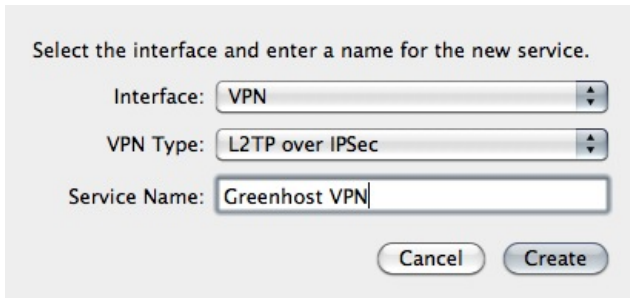 Select the interface and enter a name for the new service.
Interface: VPN
VPN Type: L2TP over IPSec
Service Name: Greenhost VPN
Cancel Create